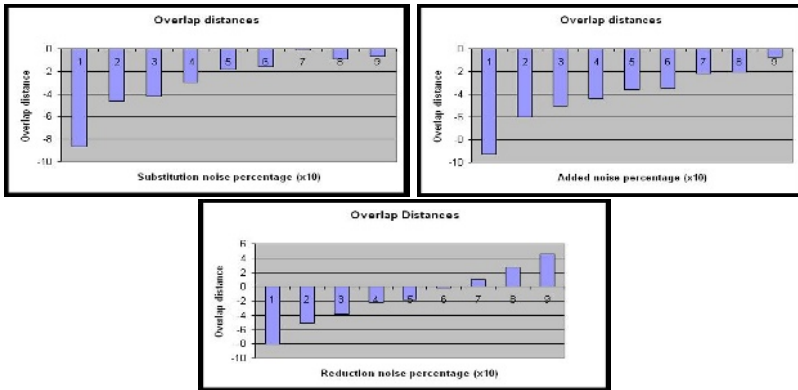 Overlap distances
0
2
-4
-6
-8
-10
1 2 3 4 5 6 7 8 9
Overlap distance
Substitution noise percentage (x10)
Overlap distances
0
2
-4
-6
-8
-10
1 2 3 4 5 6 7 8 9
Overlap distance
Added noise percentage (x10)
Overlap Distances
6
4
2
0
-2
-4
-6
-8
-10
1 2 3 4 5 6 7 8 9
Overlap distance
Reduction noise percentage (x10)